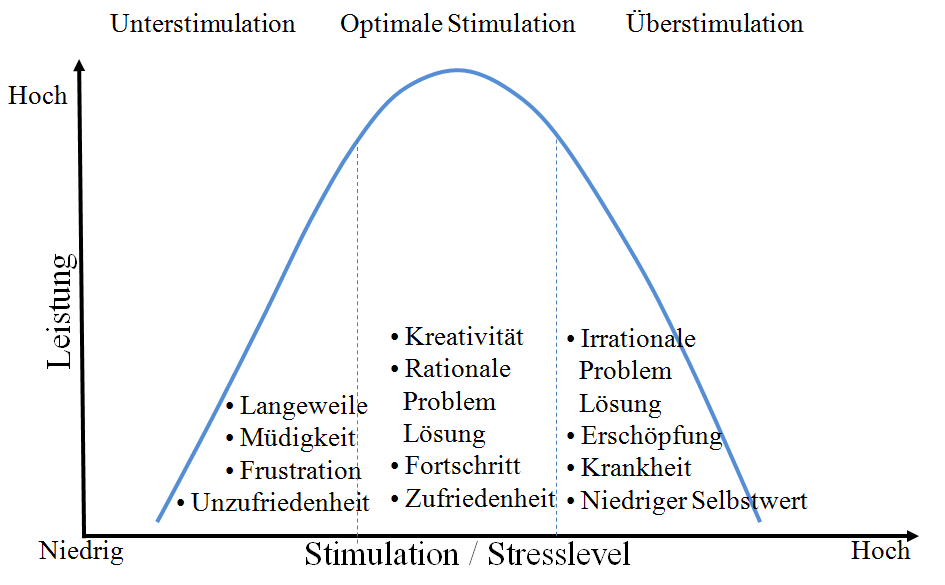 Unterstimulation Optimale Stimulation Überstimulation
Hoch
Leistung
• Langeweile
• Müdigkeit
• Frustration
• Unzufriedenheit
• Kreativität
• Rationale
Problem
Lösung
• Fortschritt
• Zufriedenheit
• Irrationale
Problem
Lösung
• Erschöpfung
• Krankheit
• Niedriger Selbstwert
Niedrig Stimulation / Stresslevel Hoch